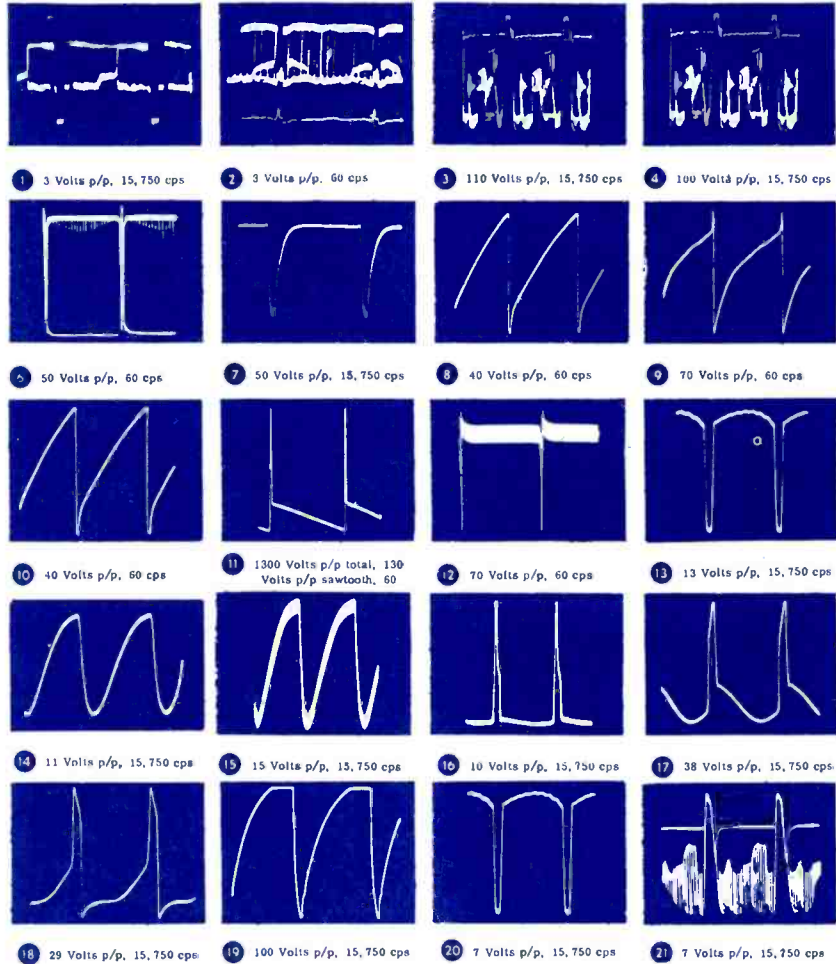 1 3 Volts p/p, 15,750 cps
2 3 Volts p/p, 60 cps
3 110 Volts p/p, 15,750 cps
4 100 Volts p/p, 15,750 cps
50 Volts p/p, 60 cps
7 50 Volts p/p, 15,750 cps
8 40 Volts p/p, 60 cps
9 70 Volts p/p, 60 cps
10 40 Volts p/p, 60 cps
11 1300 Volts p/p total, 130
Volts p/p sawtooth, 60
12 70 Volts p/p, 60 cps
13 13 Volts p/p, 15,750 cps
14 11 Volts p/p, 15,750 cps
15 15 Volts p/p, 15,750 cps
16 10 Volts p/p, 15,750 cps
17 38 Volts p/p, 15,750 cps
18 29 Volts p/p, 15,750 cps
19 100 Volts p/p, 15,750 cps
20 7 Volts p/p, 15,750 cps
21 7 Volts p/p, 15,750 cps